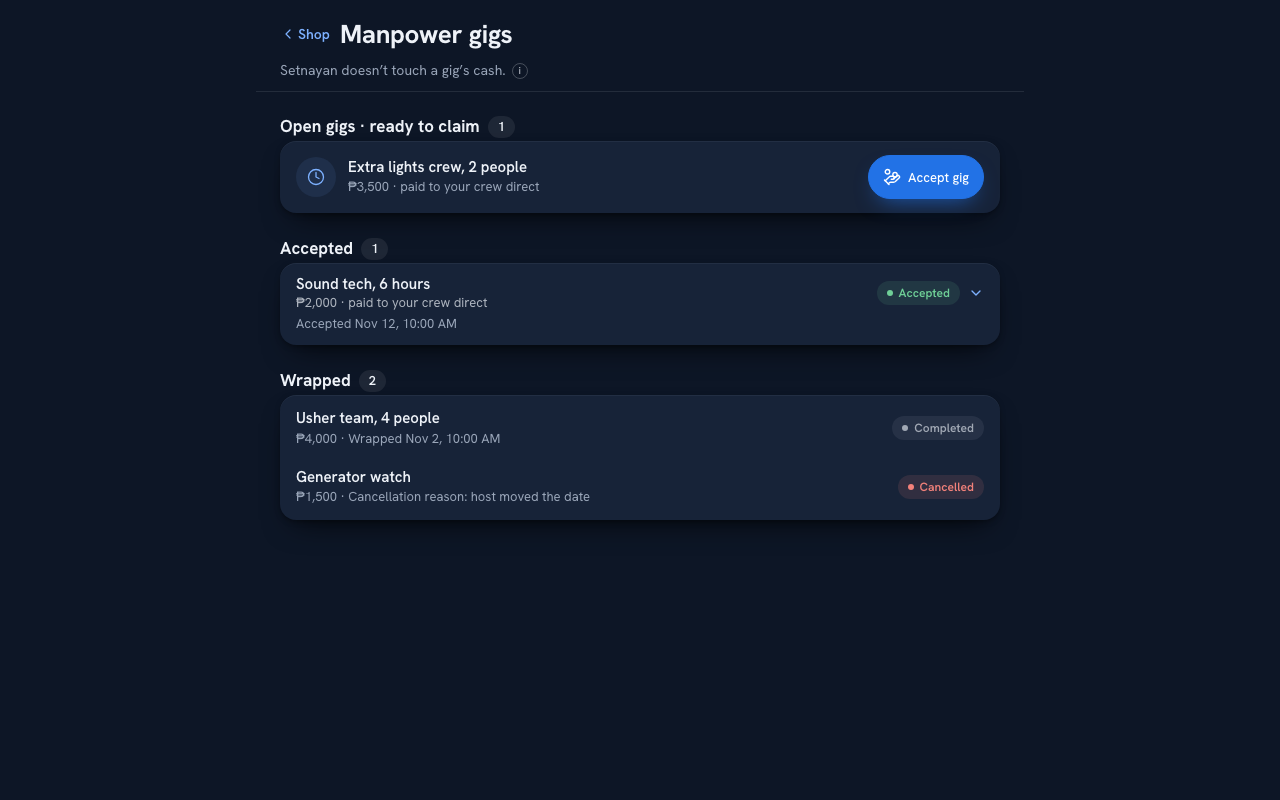 Shop
Manpower gigs
Setnayan doesn’t touch a gig’s cash. i
Open gigs · ready to claim 1
Extra lights crew, 2 people
₱3,500 · paid to your crew direct
Accept gig
Accepted 1
Sound tech, 6 hours
₱2,000 · paid to your crew direct
Accepted Nov 12, 10:00 AM
Accepted
Wrapped 2
Usher team, 4 people
₱4,000 · Wrapped Nov 2, 10:00 AM
Completed
Generator watch
₱1,500 · Cancellation reason: host moved the date
Cancelled